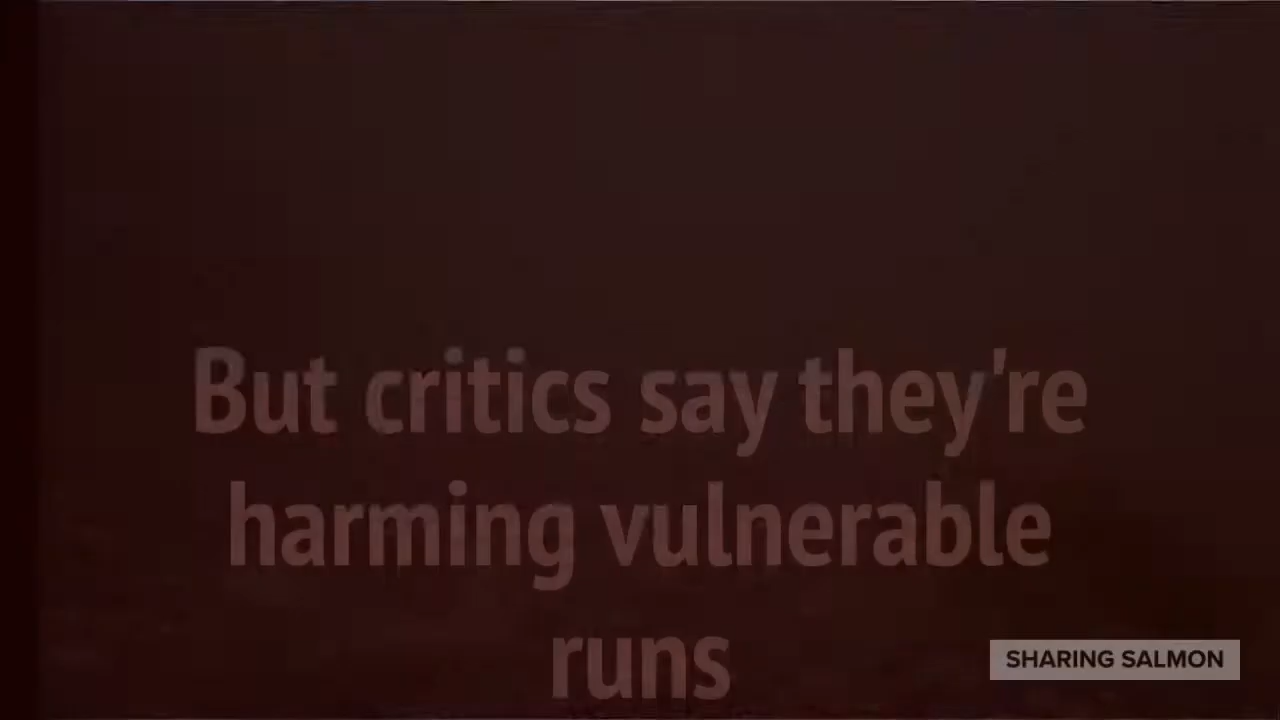 But critics say they're
harming vulnerable
runs
SHARING SALMON